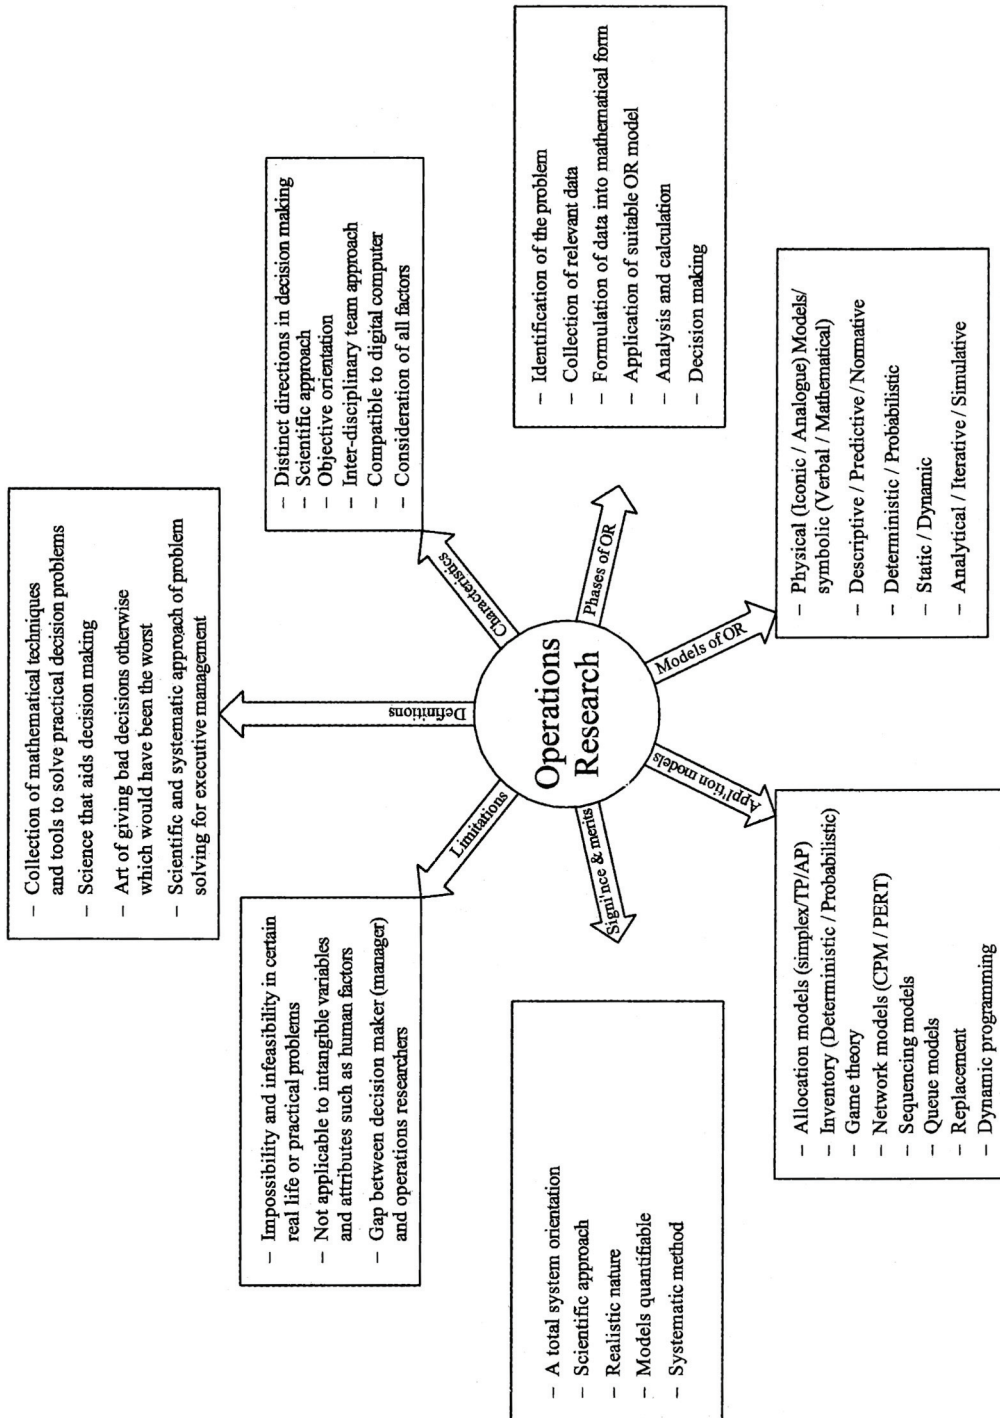 Operations
Research
Definitions
– Collection of mathematical techniques
and tools to solve practical decision problems
– Science that aids decision making
– Art of giving bad decisions otherwise
which would have been the worst
– Scientific and systematic approach of problem
solving for executive management
Characteristics
– Distinct directions in decision making
– Scientific approach
– Objective orientation
– Inter-disciplinary team approach
– Compatible to digital computer
– Consideration of all factors
Phases of OR
– Identification of the problem
– Collection of relevant data
– Formulation of data into mathematical form
– Application of suitable OR model
– Analysis and calculation
– Decision making
Models of OR
– Physical (Iconic / Analogue) Models/
symbolic (Verbal / Mathematical)
– Descriptive / Predictive / Normative
– Deterministic / Probabilistic
– Static / Dynamic
– Analytical / Iterative / Simulative
Appl'tion models
– Allocation models (simplex/TP/AP)
– Inventory (Deterministic / Probabilistic)
– Game theory
– Network models (CPM / PERT)
– Sequencing models
– Queue models
– Replacement
– Dynamic programming
Signi'nce & merits
– A total system orientation
– Scientific approach
– Realistic nature
– Models quantifiable
– Systematic method
Limitations
– Impossibility and infeasibility in certain
real life or practical problems
– Not applicable to intangible variables
and attributes such as human factors
– Gap between decision maker (manager)
and operations researchers